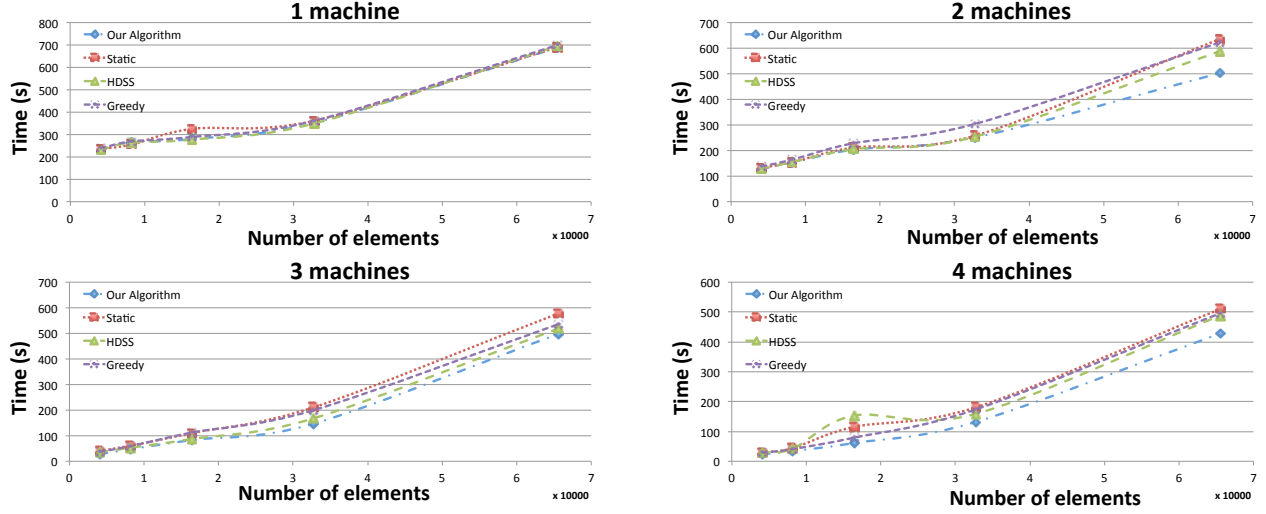 1 machine
800
700
600
500
400
300
200
100
0
Time (s)
Our Algorithm
Static
HDSS
Greedy
0 1 2 3 4 5 6 7
Number of elements
x 10000
2 machines
700
600
500
400
300
200
100
0
Time (s)
Our Algorithm
Static
HDSS
Greedy
0 1 2 3 4 5 6 7
Number of elements
x 10000
3 machines
700
600
500
400
300
200
100
0
Time (s)
Our Algorithm
Static
HDSS
Greedy
0 1 2 3 4 5 6 7
Number of elements
x 10000
4 machines
600
500
400
300
200
100
0
Time (s)
Our Algorithm
Static
HDSS
Greedy
0 1 2 3 4 5 6 7
Number of elements
x 10000